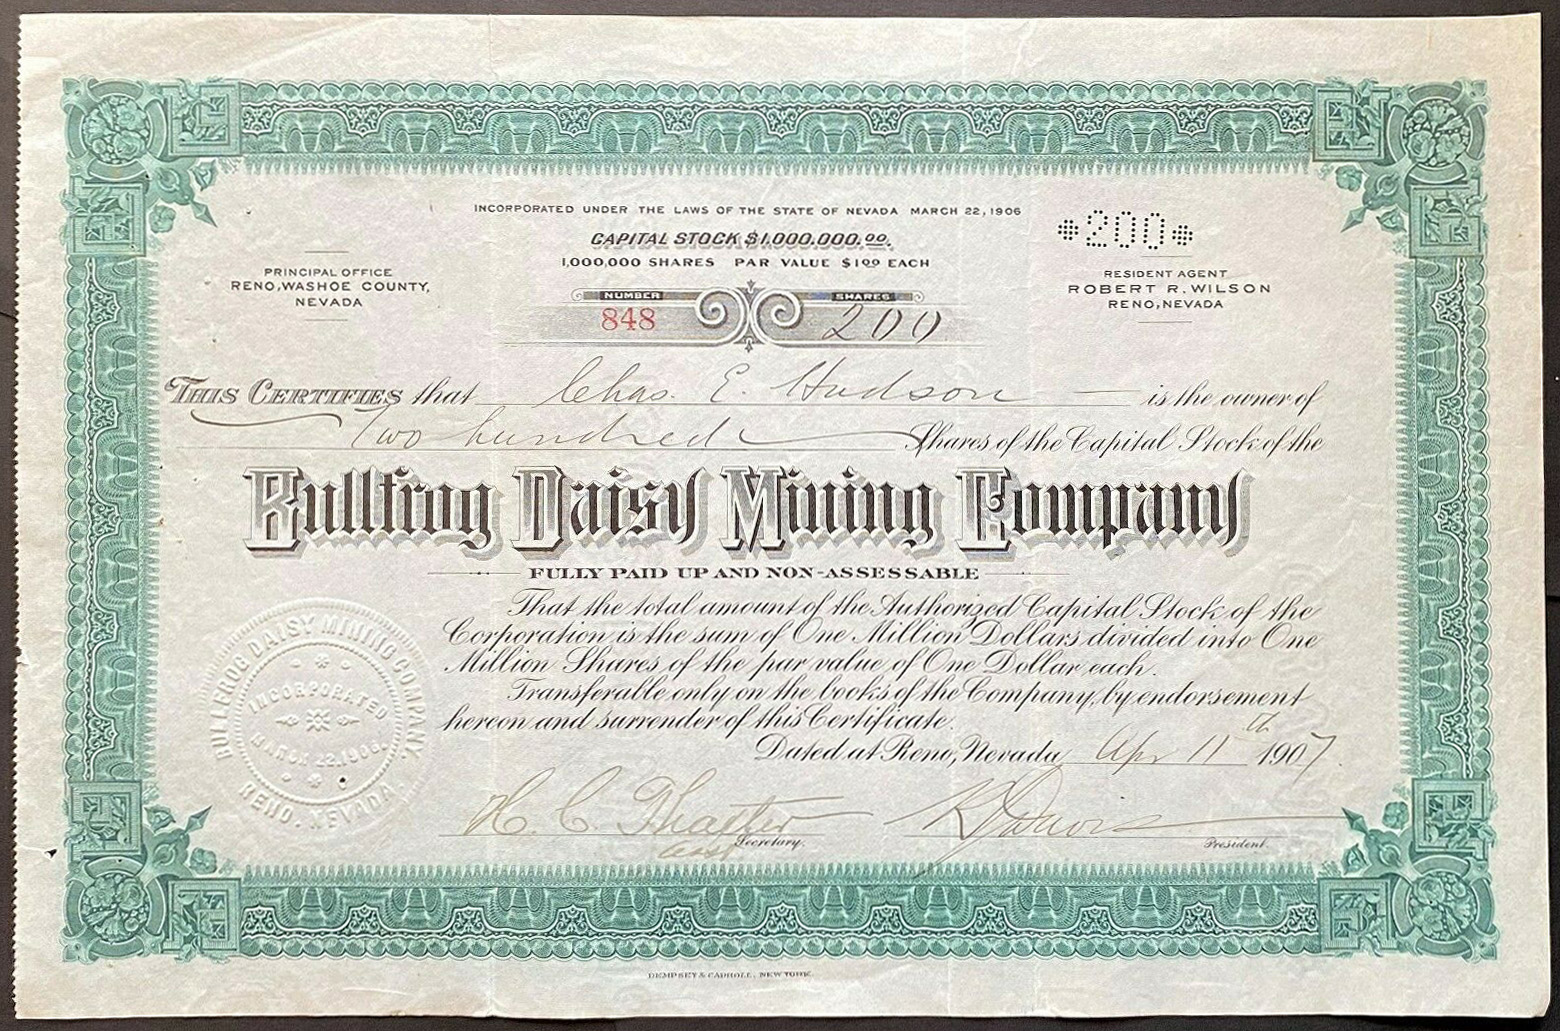 INCORPORATED UNDER THE LAWS OF THE STATE OF NEVADA MARCH 22, 1906
CAPITAL STOCK $1,000,000.00.
1,000,000 SHARES PAR VALUE $1.00 EACH
*200*
PRINCIPAL OFFICE
RENO, WASHOE COUNTY,
NEVADA
RESIDENT AGENT
ROBERT R. WILSON
RENO, NEVADA
NUMBER SHARES
848 200
THIS CERTIFIES that Chas. E. Hudson is the owner of
Two hundred Shares of the Capital Stock of the
Bullfrog Daisy Mining Company
FULLY PAID UP AND NON-ASSESSABLE
That the total amount of the Authorized Capital Stock of the
Corporation is the sum of One Million Dollars divided into One
Million Shares of the par value of One Dollar each.
Transferable only on the books of the Company, by endorsement
hereon and surrender of this Certificate.
Dated at Reno, Nevada Apr 11th 1907.
BULLFROG DAISY MINING COMPANY.
INCORPORATED
MARCH 22, 1906.
RENO, NEVADA.
H. C.
Asst Secretary.
President.
DEMPSEY & CARROLL, NEW YORK.